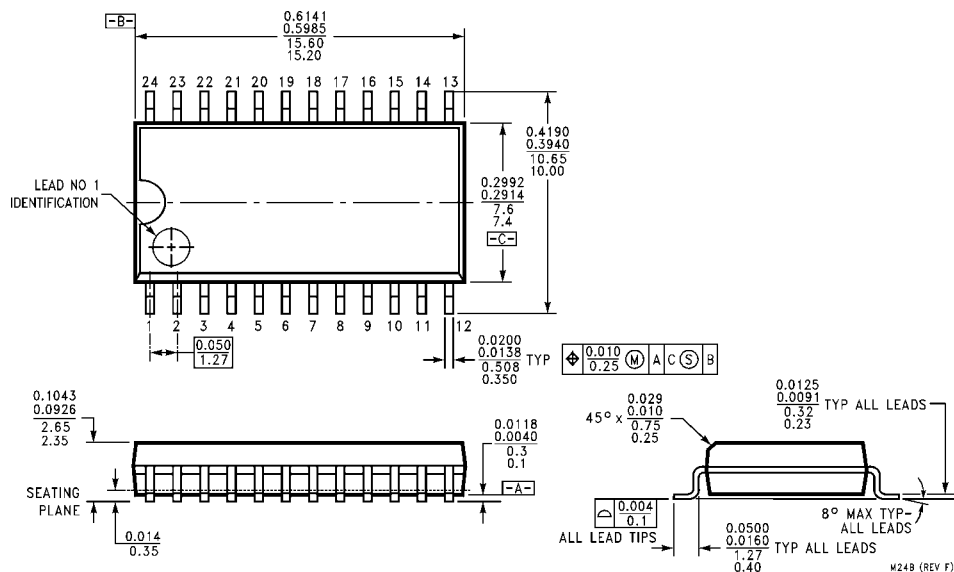 -B-
0.6141
0.5985
15.60
15.20
24 23 22 21 20 19 18 17 16 15 14 13
0.4190
0.3940
10.65
10.00
LEAD NO 1
IDENTIFICATION
0.2992
0.2914
7.6
7.4
-C-
1 2 3 4 5 6 7 8 9 10 11 12
0.050
1.27
0.0200
0.0138
0.508
0.350
TYP
⌖ 0.010 0.25 Ⓜ A C Ⓢ B
0.1043
0.0926
2.65
2.35
0.0118
0.0040
0.3
0.1
-A-
SEATING
PLANE
0.014
0.35
45° x
0.029
0.010
0.75
0.25
0.0125
0.0091
0.32
0.23
TYP ALL LEADS
0.004
0.1
ALL LEAD TIPS
0.0500
0.0160
1.27
0.40
TYP ALL LEADS
8° MAX TYP-
ALL LEADS
M24B (REV F)